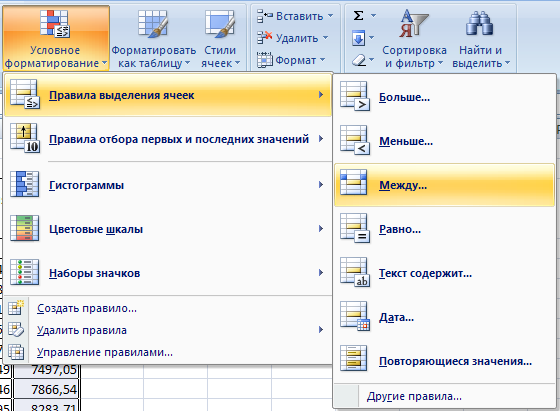 Условное форматирование
Форматировать как таблицу
Стили ячеек
Вставить
Удалить
Формат
Σ
Сортировка и фильтр
Найти и выделить
Правила выделения ячеек
Правила отбора первых и последних значений
Гистограммы
Цветовые шкалы
Наборы значков
Создать правило...
Удалить правила
Управление правилами...
Больше...
Меньше...
Между...
Равно...
Текст содержит...
Дата...
Повторяющиеся значения...
Другие правила...
49 7497,05
46 7866,54
95 8283,71